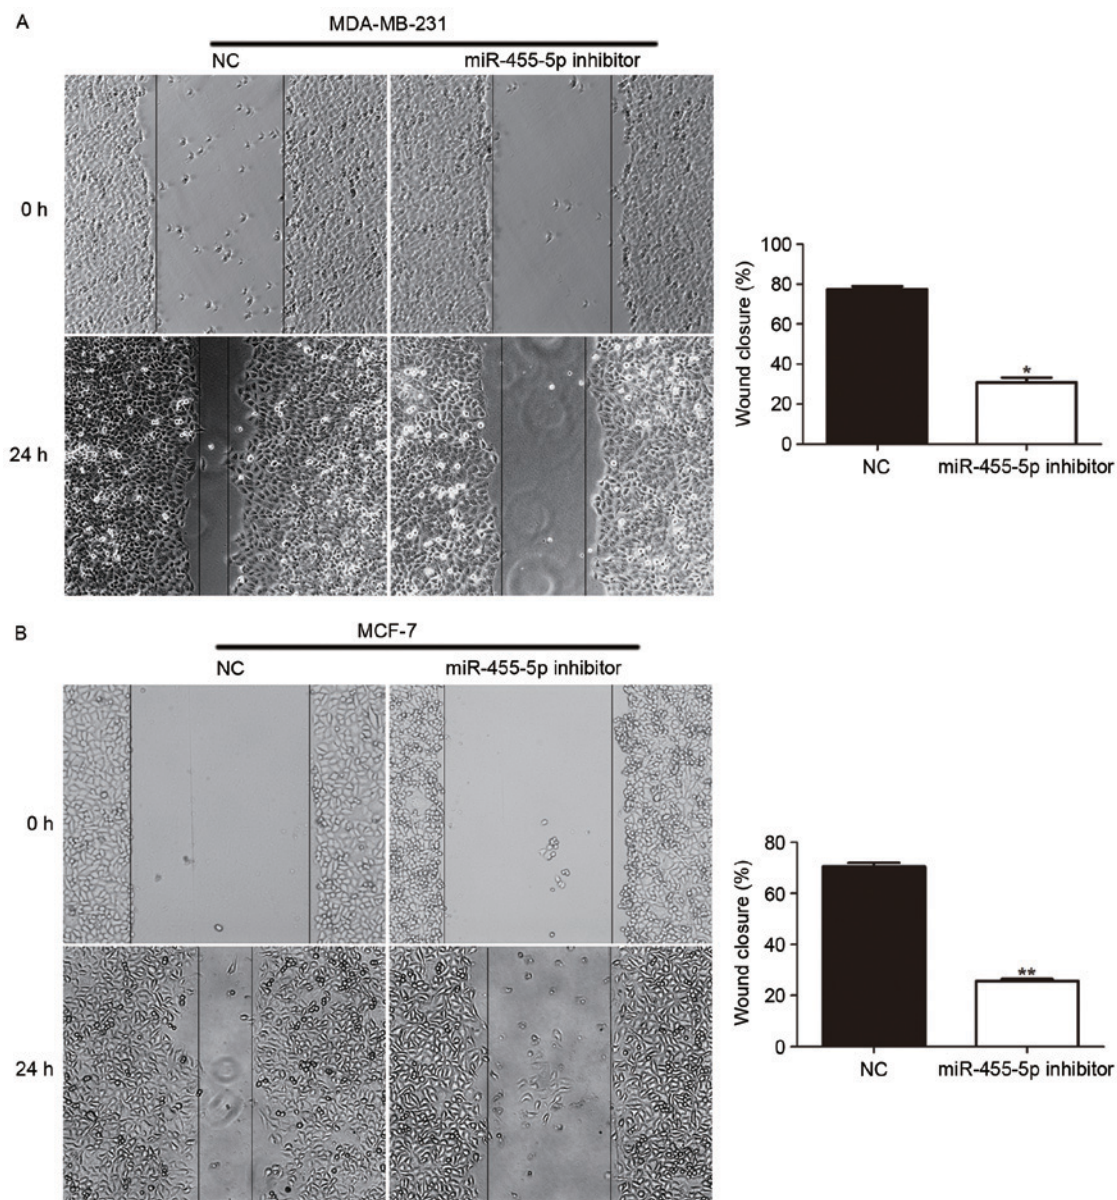 A
MDA-MB-231
NC
miR-455-5p inhibitor
0 h
24 h
100
80
60
40
20
0
Wound closure (%)
*
NC
miR-455-5p inhibitor
B
MCF-7
NC
miR-455-5p inhibitor
0 h
24 h
80
60
40
20
0
Wound closure (%)
**
NC
miR-455-5p inhibitor